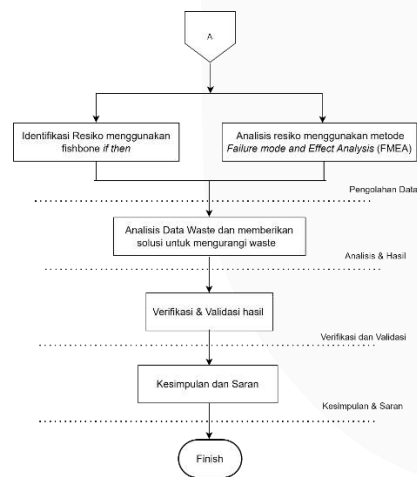 A
Identifikasi Resiko menggunakan
fishbone if then
Analisis resiko menggunakan metode
Failure mode and Effect Analysis (FMEA)
Pengolahan Data
Analisis Data Waste dan memberikan
solusi untuk mengurangi waste
Analisis & Hasil
Verifikasi & Validasi hasil
Verifikasi dan Validasi
Kesimpulan dan Saran
Kesimpulan & Saran
Finish